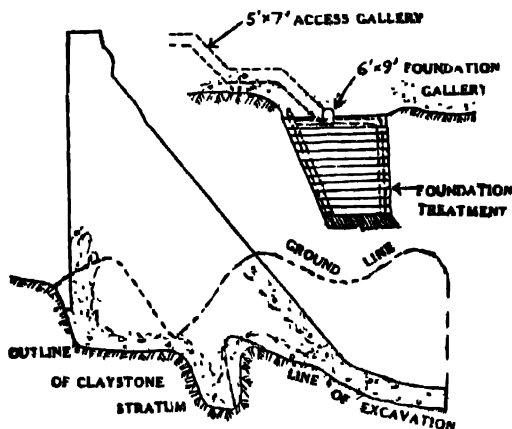 5'×7' ACCESS GALLERY
6'×9' FOUNDATION
GALLERY
FOUNDATION
TREATMENT
GROUND LINE
OUTLINE
OF CLAYSTONE
STRATUM
LINE OF EXCAVATION